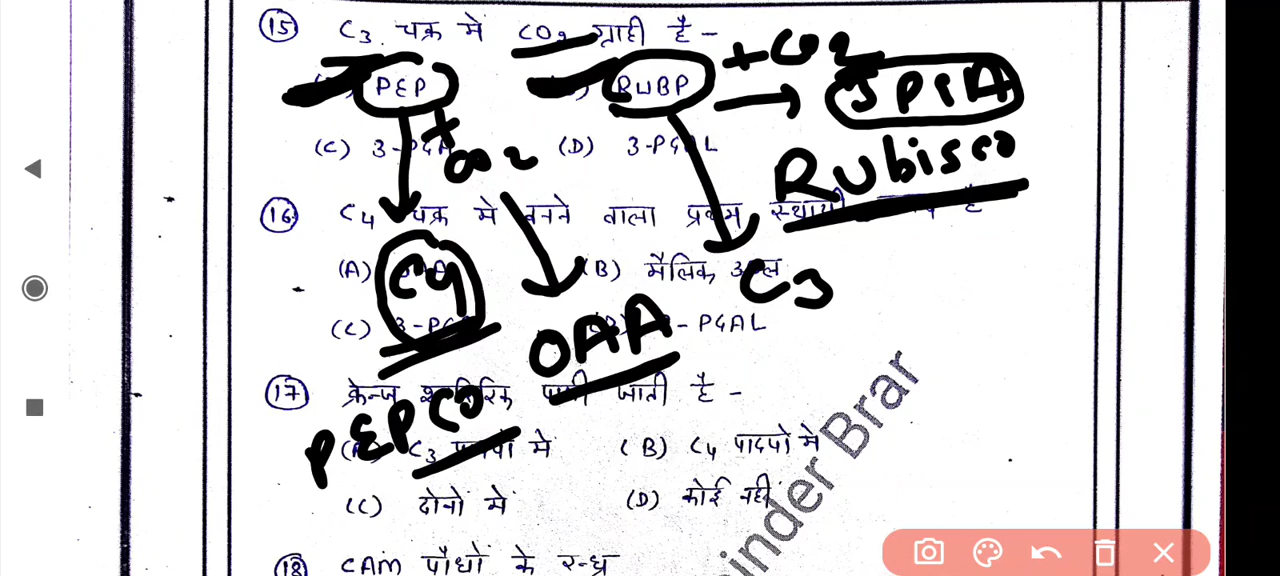 (15) C3 चक्र में CO2 ग्राही है -
PEP RUBP +CO2 → 3PGA
(C) 3-PGA +CO2 (D) 3-PGAL
Rubisco
(16) C4 चक्र में बनने वाला प्रथम स्थायी है
(A) C4 (B) मैलिक अम्ल C3
(C) 3-PGA OAA - PGAL
(17) क्रेन्ज शारिरिक पायी जाती है -
PEPCO
(A) C3 पादपों में (B) C4 पादपो में
(C) दोनो में (D) कोई नहीं
(18) CAM पौधों के रन्ध्र
inder Brar